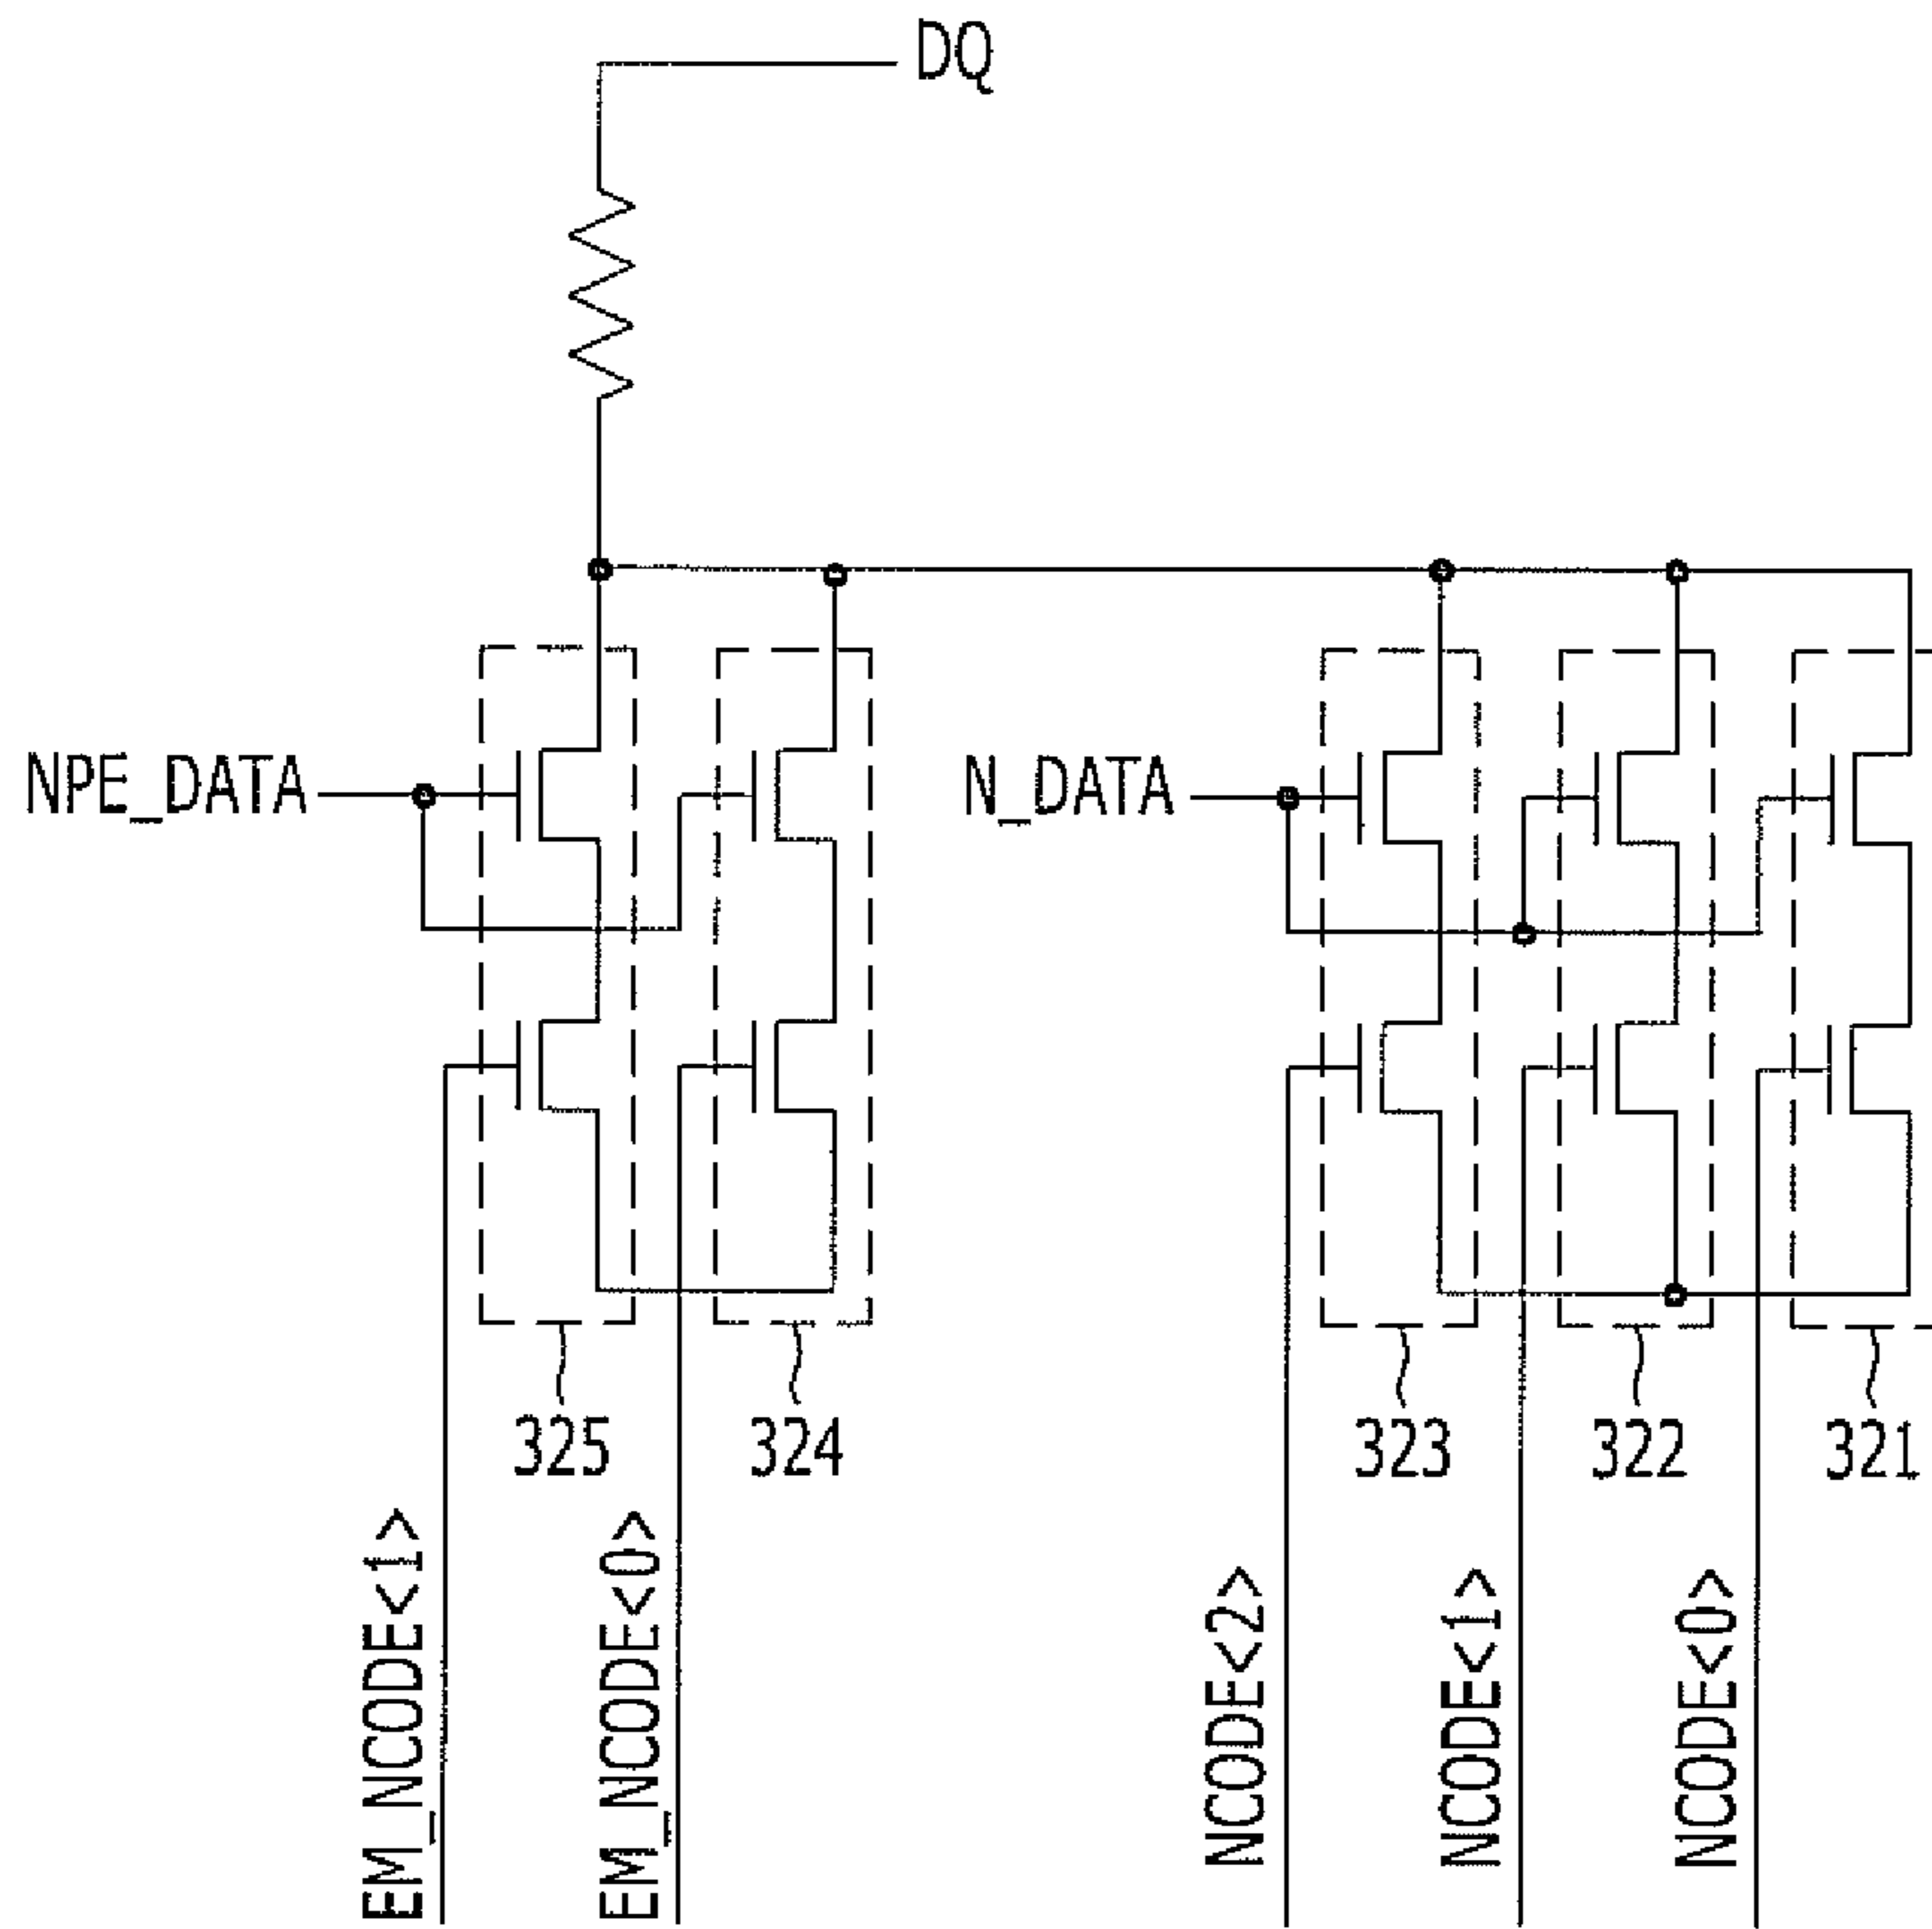 DQ
NPE_DATA
N_DATA
325
324
323
322
321
EM_NCODE<1>
EM_NCODE<0>
NCODE<2>
NCODE<1>
NCODE<0>